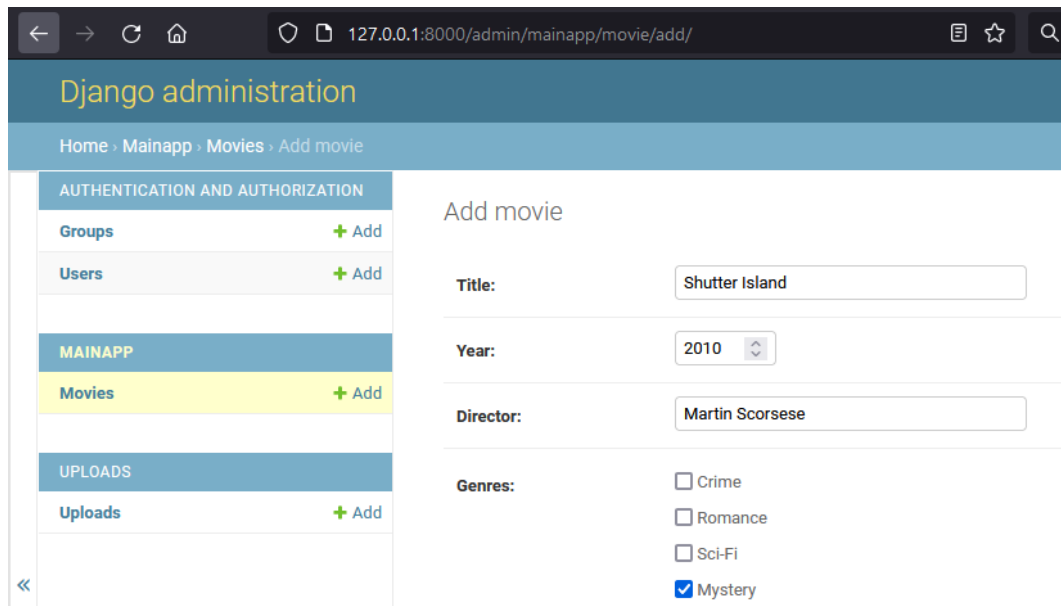 127.0.0.1:8000/admin/mainapp/movie/add/
Django administration
Home › Mainapp › Movies › Add movie
AUTHENTICATION AND AUTHORIZATION
Groups + Add
Users + Add
MAINAPP
Movies + Add
UPLOADS
Uploads + Add
«
Add movie
Title: Shutter Island
Year: 2010
Director: Martin Scorsese
Genres: Crime
Romance
Sci-Fi
Mystery